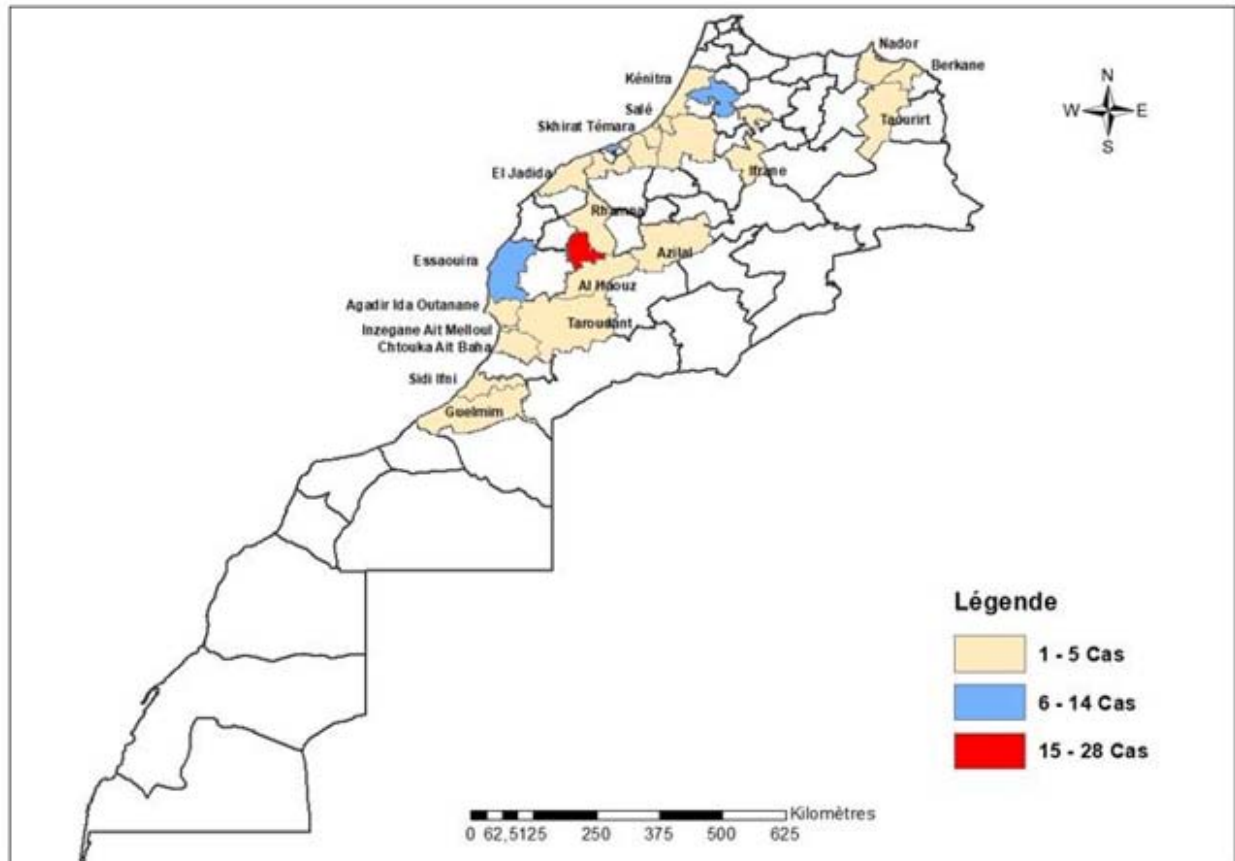 Nador
Berkane
Kénitra
N
W E
S
Salé
Taourirt
Skhirat Témara
El Jadida
Ifrane
Rhamna
Essaouira
Azilal
Al Haouz
Agadir Ida Outanane
Inzegane Ait Melloul
Taroudant
Chtouka Ait Baha
Sidi Ifni
Guelmim
Légende
1 - 5 Cas
6 - 14 Cas
15 - 28 Cas
Kilomètres
0 62,5125 250 375 500 625